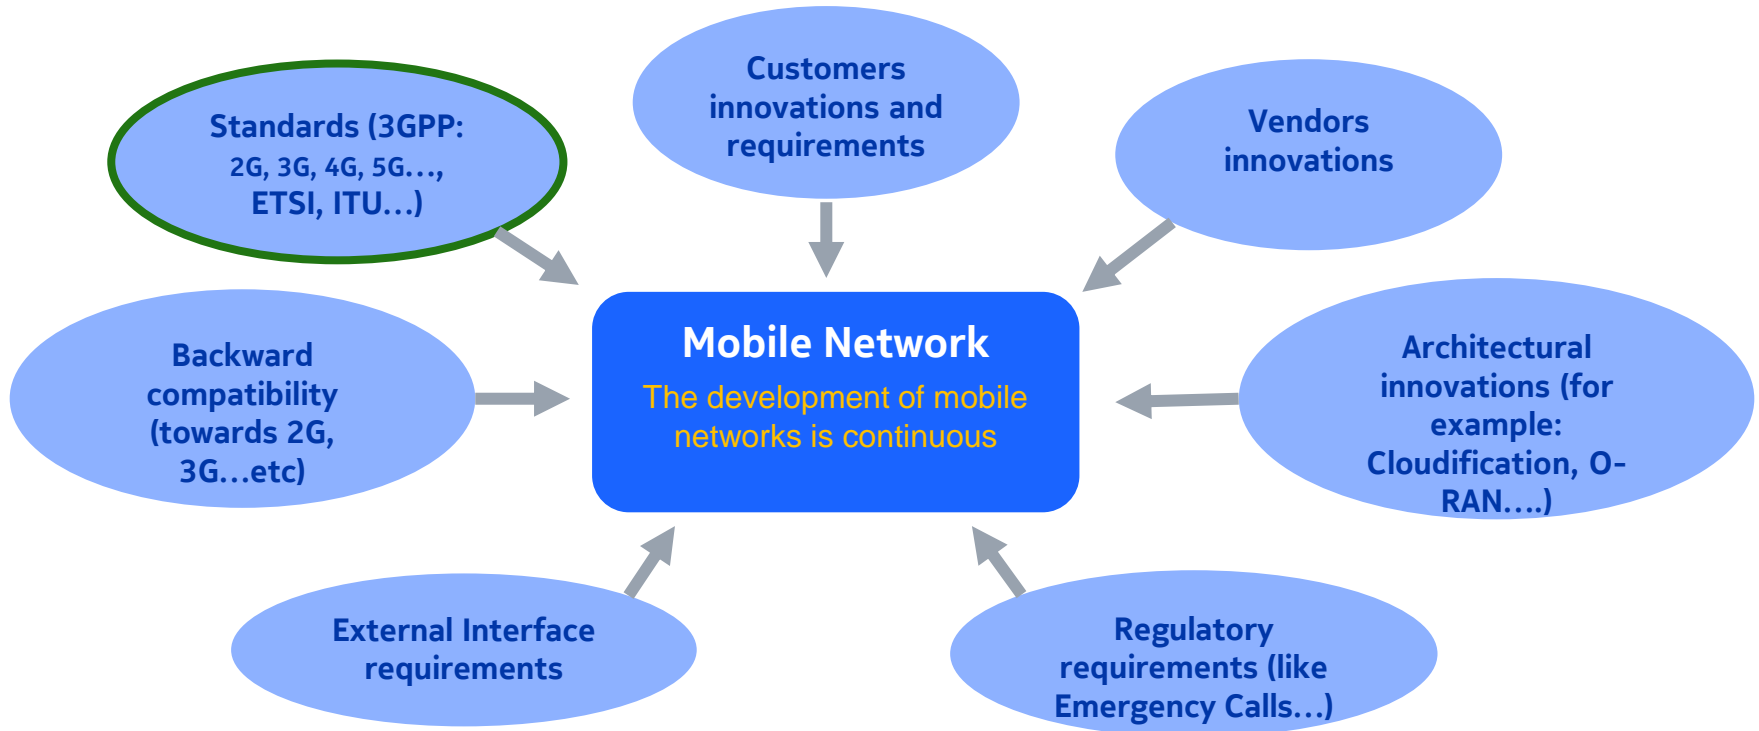 Customers
innovations and
requirements
Standards (3GPP:
2G, 3G, 4G, 5G...,
ETSI, ITU...)
Vendors
innovations
Mobile Network
The development of mobile
networks is continuous
Backward
compatibility
(towards 2G,
3G...etc)
Architectural
innovations (for
example:
Cloudification, O-
RAN....)
External Interface
requirements
Regulatory
requirements (like
Emergency Calls...)